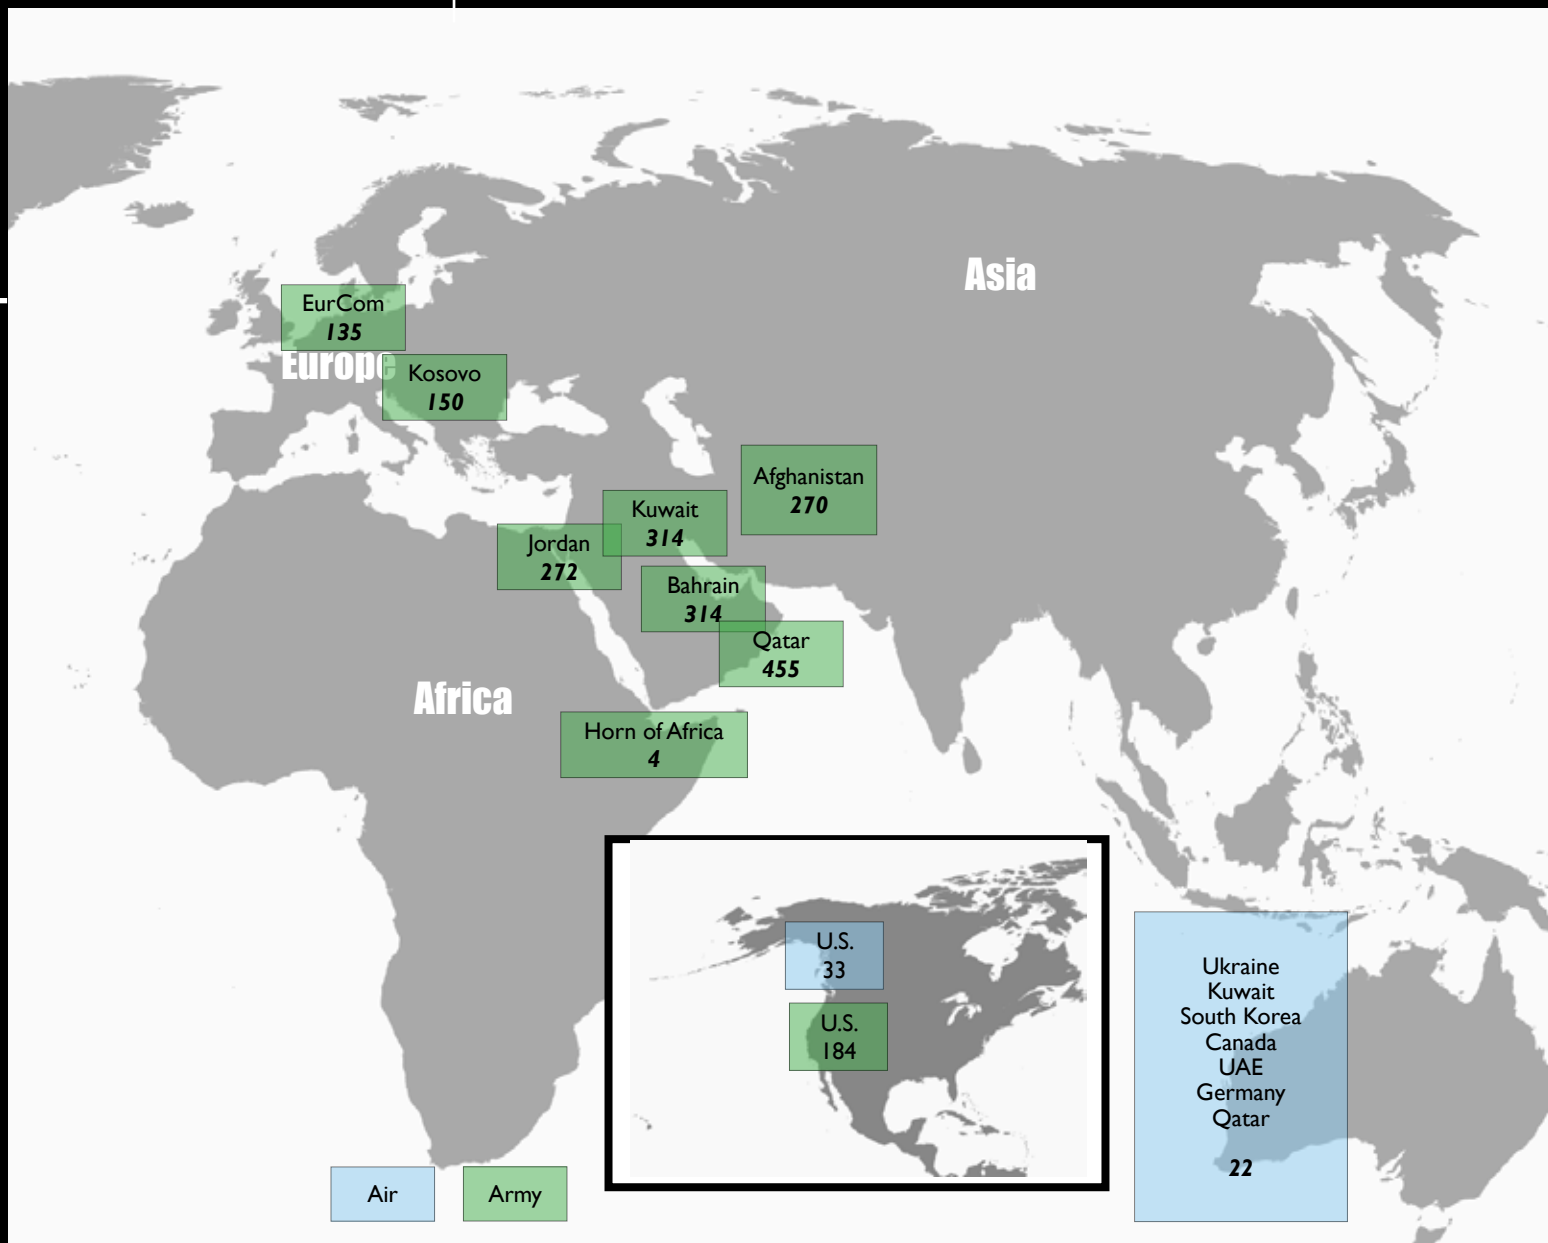 Asia
EurCom
135
Europe
Kosovo
150
Afghanistan
270
Kuwait
314
Jordan
272
Bahrain
314
Qatar
455
Africa
Horn of Africa
4
U.S.
33
U.S.
184
Ukraine
Kuwait
South Korea
Canada
UAE
Germany
Qatar
22
Air
Army